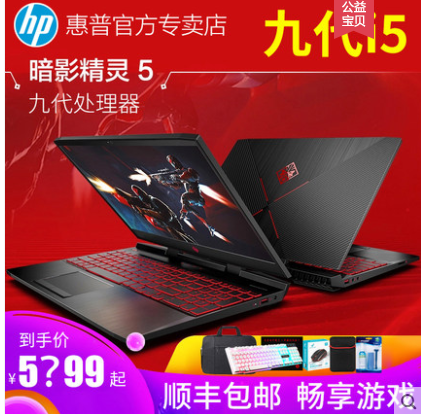 hp 惠普官方专卖店
九代i5
公益
宝贝
暗影精灵 5
九代处理器
到手价
¥5?99起
顺丰包邮 畅享游戏